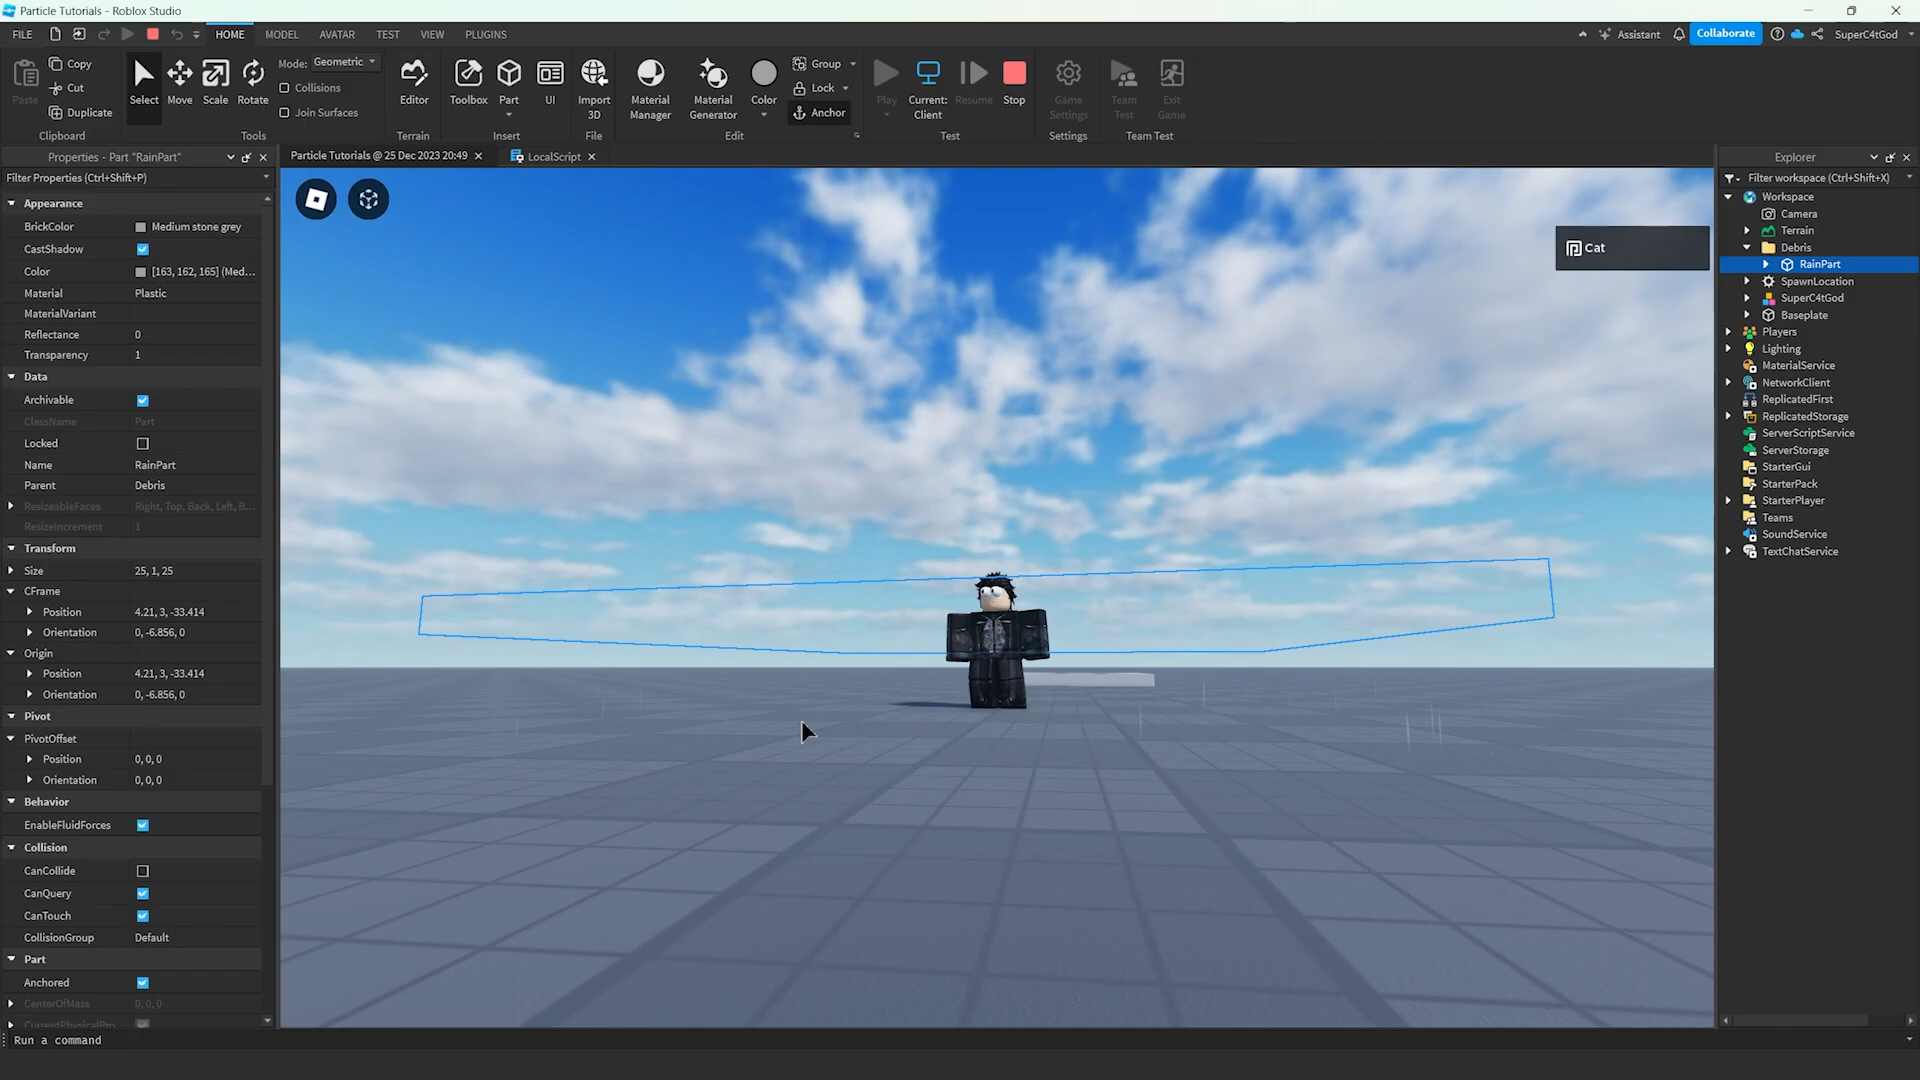 Particle Tutorials - Roblox Studio
FILE HOME MODEL AVATAR TEST VIEW PLUGINS Assistant Collaborate SuperC4tGod
Paste Copy Cut Duplicate Clipboard
Select Move Scale Rotate Mode: Geometric Collisions Join Surfaces Tools
Editor Terrain
Toolbox Part UI Insert
Import 3D File
Material Manager Material Generator Color Group Lock Anchor Edit
Play Current: Client Resume Stop Test
Game Settings Settings
Team Test Exit Game Team Test
Properties - Part "RainPart"
Filter Properties (Ctrl+Shift+P)
Appearance
BrickColor Medium stone grey
CastShadow
Color [163, 162, 165] (Med...
Material Plastic
MaterialVariant
Reflectance 0
Transparency 1
Data
Archivable
ClassName Part
Locked
Name RainPart
Parent Debris
ResizeableFaces Right, Top, Back, Left, B...
ResizeIncrement 1
Transform
Size 25, 1, 25
CFrame
Position 4.21, 3, -33.414
Orientation 0, -6.856, 0
Origin
Position 4.21, 3, -33.414
Orientation 0, -6.856, 0
Pivot
PivotOffset
Position 0, 0, 0
Orientation 0, 0, 0
Behavior
EnableFluidForces
Collision
CanCollide
CanQuery
CanTouch
CollisionGroup Default
Part
Anchored
CenterOfMass 0, 0, 0
CurrentPhysicalPro
Run a command
Particle Tutorials @ 25 Dec 2023 20:49 LocalScript
Cat
Explorer
Filter workspace (Ctrl+Shift+X)
Workspace
Camera
Terrain
Debris
RainPart
SpawnLocation
SuperC4tGod
Baseplate
Players
Lighting
MaterialService
NetworkClient
ReplicatedFirst
ReplicatedStorage
ServerScriptService
ServerStorage
StarterGui
StarterPack
StarterPlayer
Teams
SoundService
TextChatService